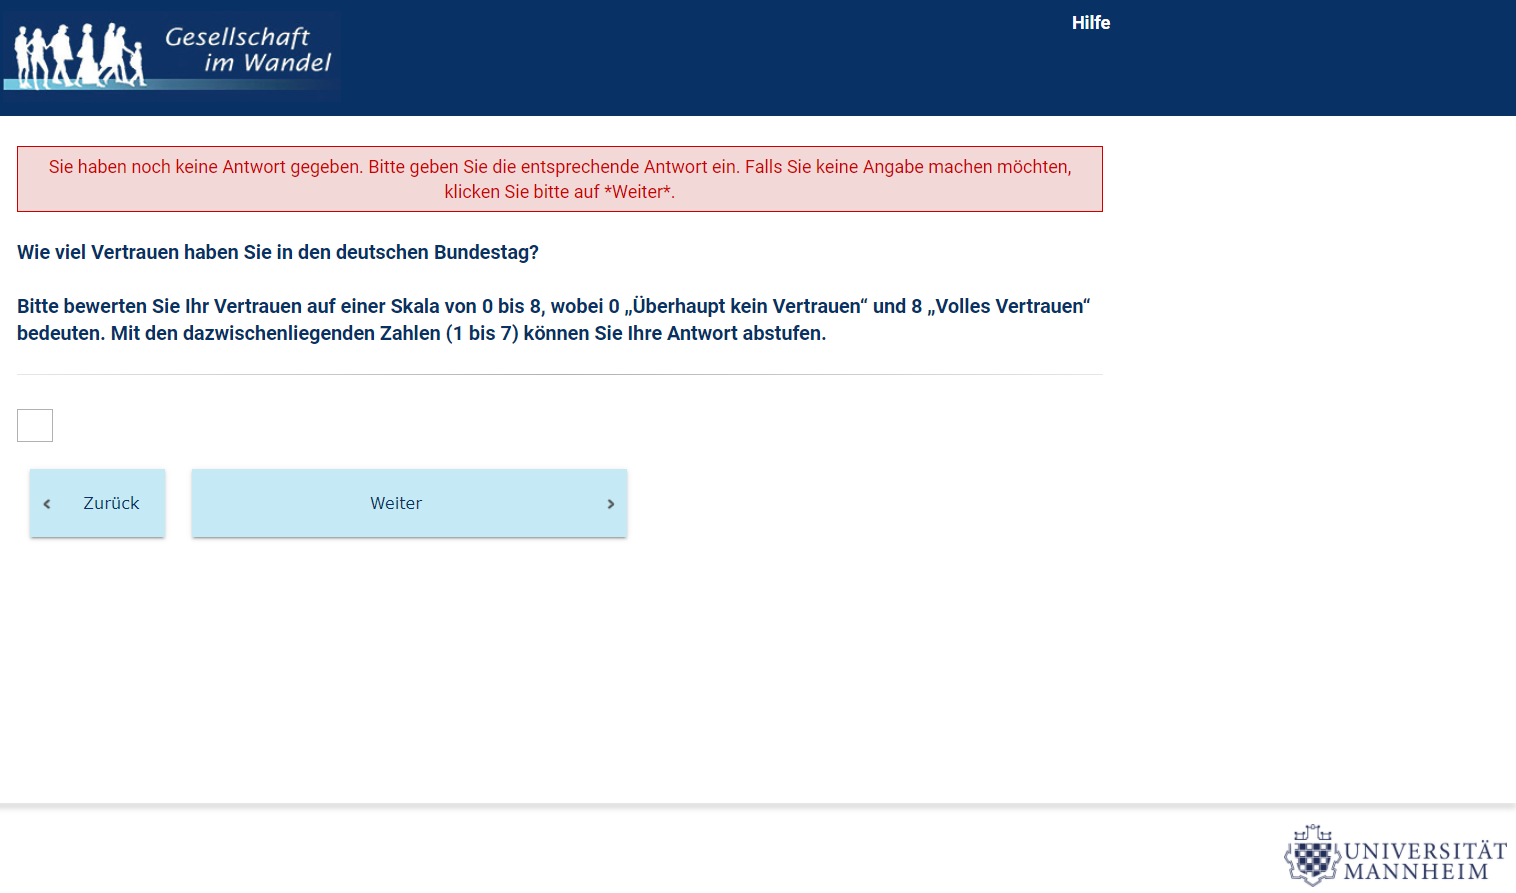 Gesellschaft
im Wandel
Hilfe
Sie haben noch keine Antwort gegeben. Bitte geben Sie die entsprechende Antwort ein. Falls Sie keine Angabe machen möchten,
klicken Sie bitte auf *Weiter*.
Wie viel Vertrauen haben Sie in den deutschen Bundestag?
Bitte bewerten Sie Ihr Vertrauen auf einer Skala von 0 bis 8, wobei 0 „Überhaupt kein Vertrauen“ und 8 „Volles Vertrauen“
bedeuten. Mit den dazwischenliegenden Zahlen (1 bis 7) können Sie Ihre Antwort abstufen.
Zurück
Weiter
UNIVERSITÄT
MANNHEIM